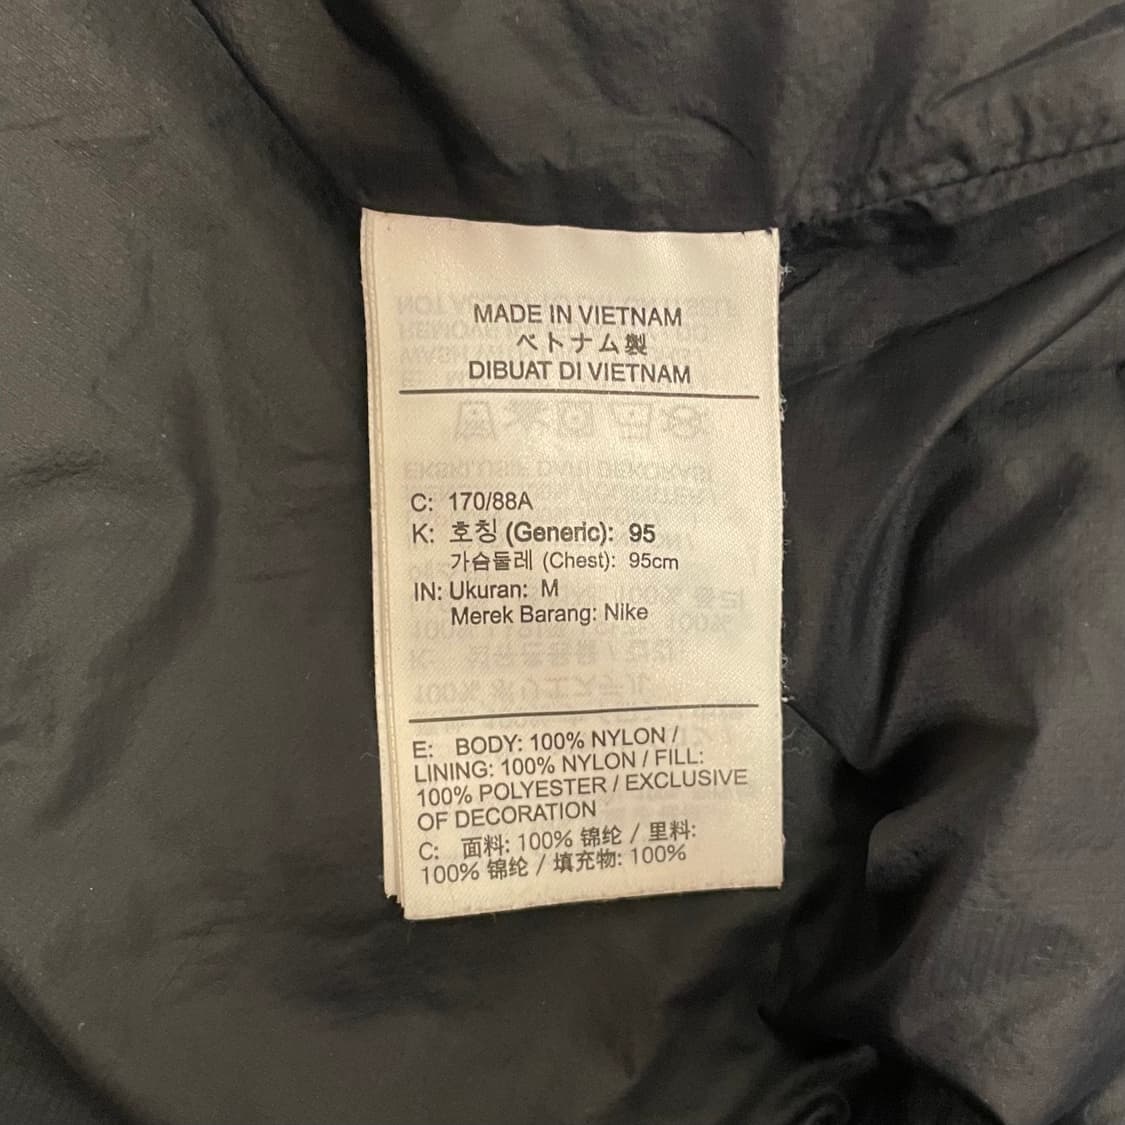 MADE IN VIETNAM
ベトナム製
DIBUAT DI VIETNAM
C: 170/88A
K: 호칭 (Generic): 95
가슴둘레 (Chest): 95cm
IN: Ukuran: M
Merek Barang: Nike
E: BODY: 100% NYLON /
LINING: 100% NYLON / FILL:
100% POLYESTER / EXCLUSIVE
OF DECORATION
C: 面料: 100% 锦纶 / 里料:
100% 锦纶 / 填充物: 100%